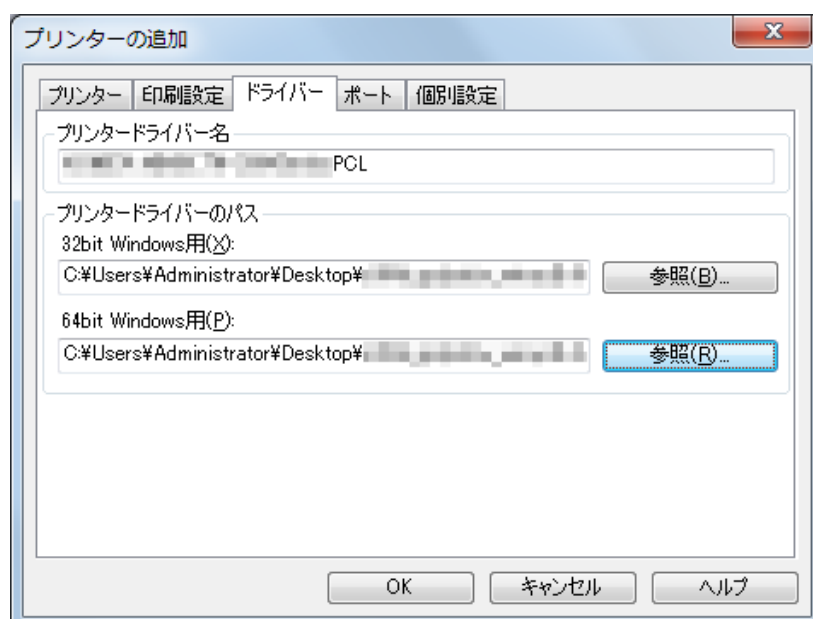 プリンターの追加
プリンター 印刷設定 ドライバー ポート 個別設定
プリンタードライバー名
PCL
プリンタードライバーのパス
32bit Windows用(X):
C:¥Users¥Administrator¥Desktop¥ 参照(B)...
64bit Windows用(P):
C:¥Users¥Administrator¥Desktop¥ 参照(R)...
OK キャンセル ヘルプ